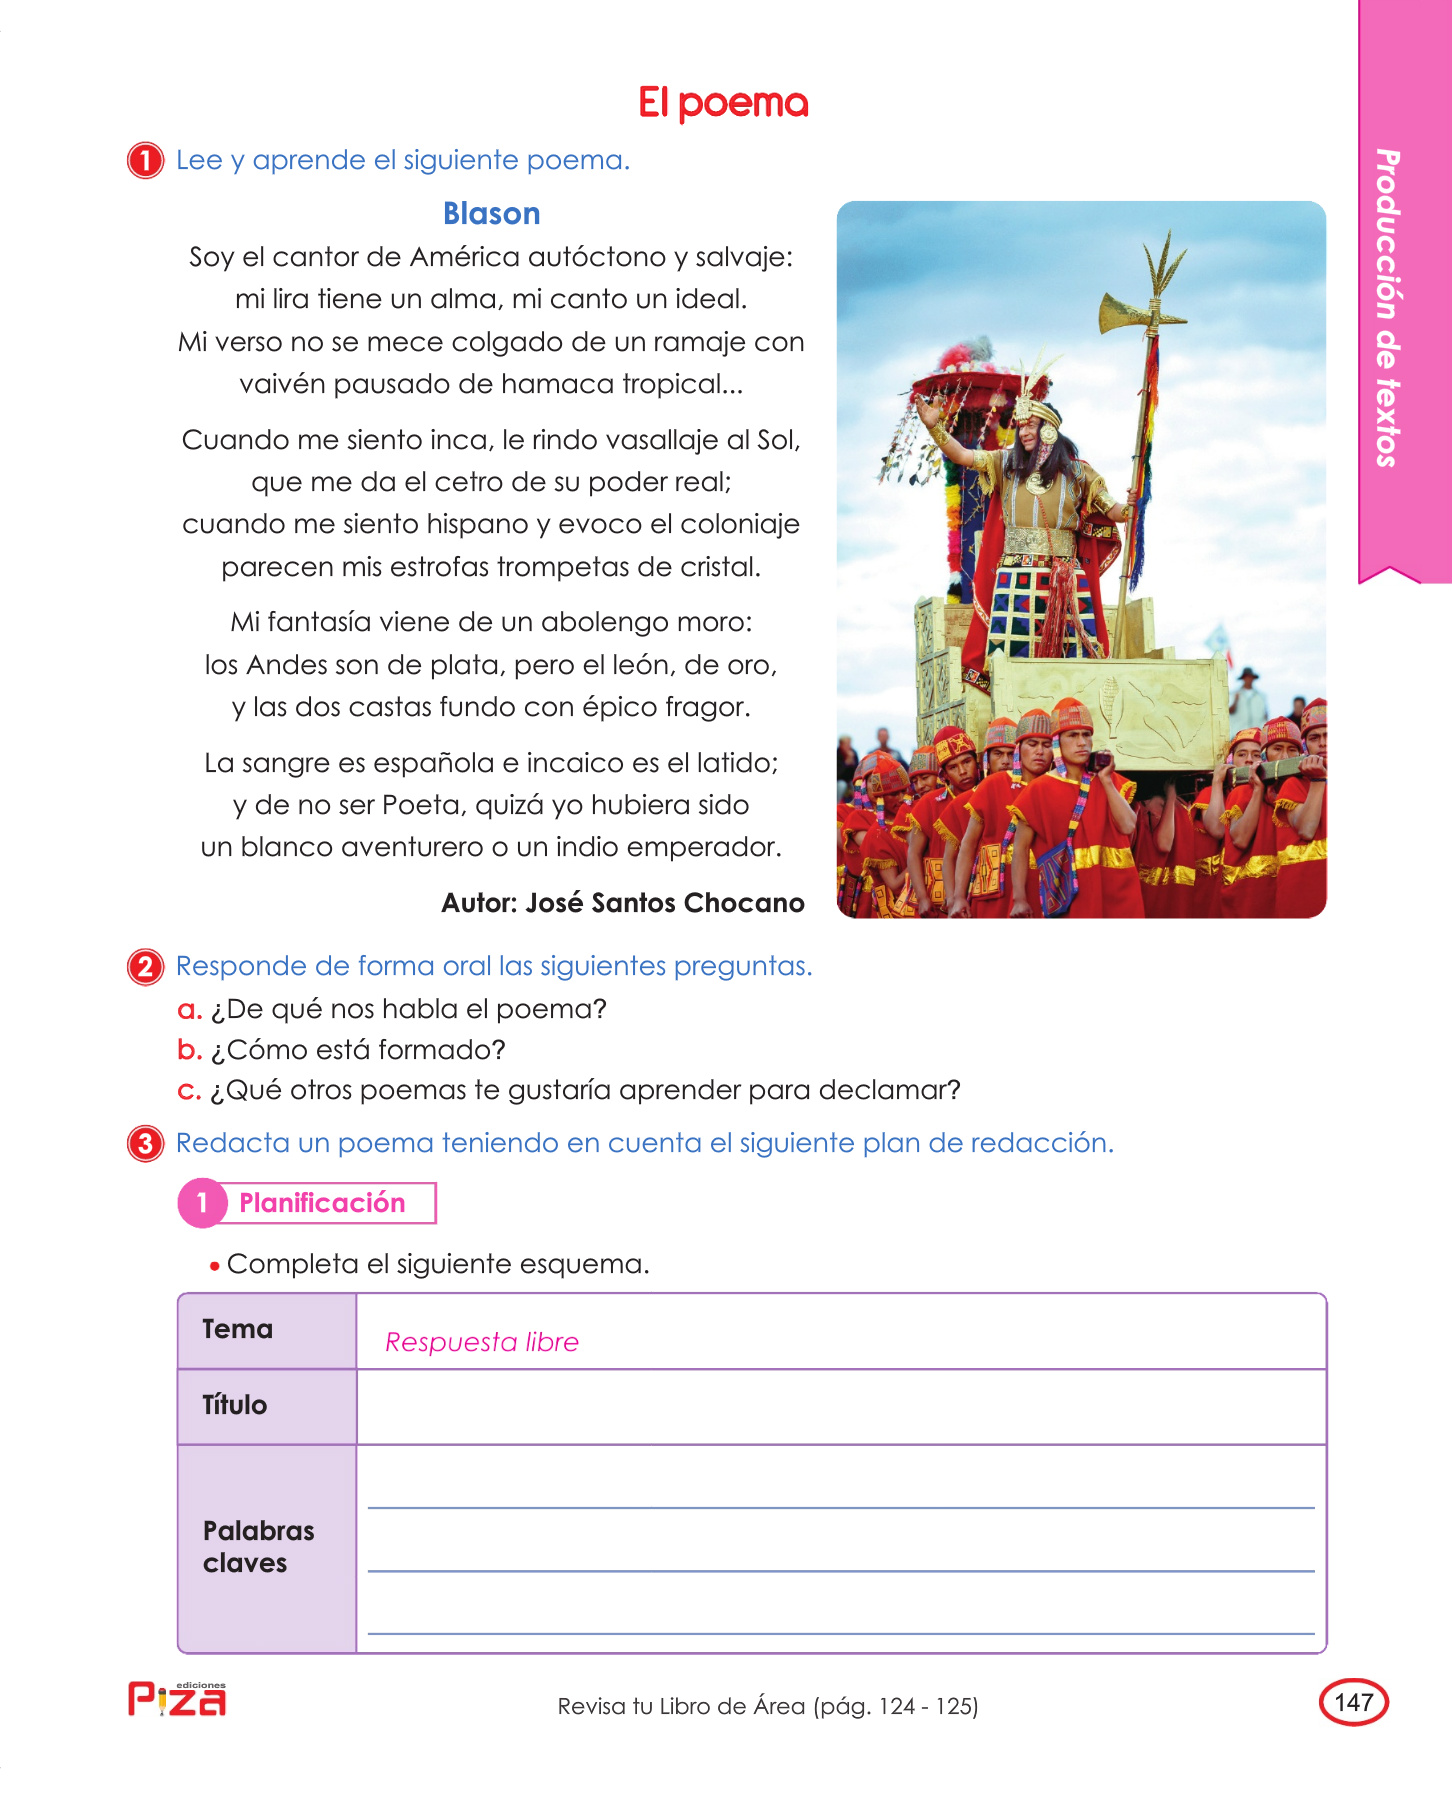 El poema
1 Lee y aprende el siguiente poema.
Blason
Soy el cantor de América autóctono y salvaje:
mi lira tiene un alma, mi canto un ideal.
Mi verso no se mece colgado de un ramaje con
vaivén pausado de hamaca tropical...
Cuando me siento inca, le rindo vasallaje al Sol,
que me da el cetro de su poder real;
cuando me siento hispano y evoco el coloniaje
parecen mis estrofas trompetas de cristal.
Mi fantasía viene de un abolengo moro:
los Andes son de plata, pero el león, de oro,
y las dos castas fundo con épico fragor.
La sangre es española e incaico es el latido;
y de no ser Poeta, quizá yo hubiera sido
un blanco aventurero o un indio emperador.
Autor: José Santos Chocano
2 Responde de forma oral las siguientes preguntas.
a. ¿De qué nos habla el poema?
b. ¿Cómo está formado?
c. ¿Qué otros poemas te gustaría aprender para declamar?
3 Redacta un poema teniendo en cuenta el siguiente plan de redacción.
1 Planificación
• Completa el siguiente esquema.
Tema
Respuesta libre
Título
Palabras
claves
Producción de textos
ediciones
Piza
Revisa tu Libro de Área (pág. 124 - 125)
147